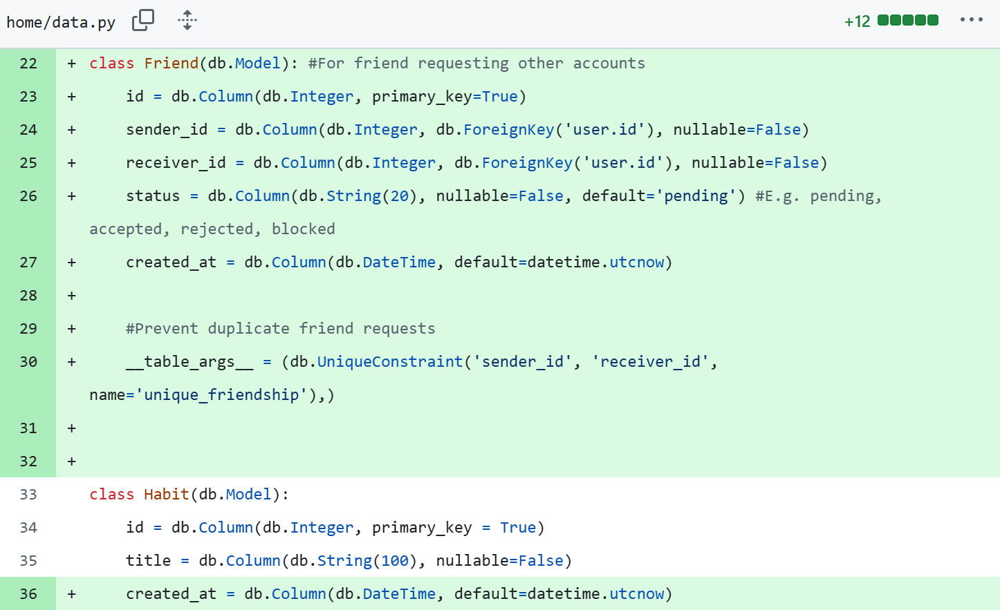 home/data.py +12
22 + class Friend(db.Model): #For friend requesting other accounts
23 + id = db.Column(db.Integer, primary_key=True)
24 + sender_id = db.Column(db.Integer, db.ForeignKey('user.id'), nullable=False)
25 + receiver_id = db.Column(db.Integer, db.ForeignKey('user.id'), nullable=False)
26 + status = db.Column(db.String(20), nullable=False, default='pending') #E.g. pending,
accepted, rejected, blocked
27 + created_at = db.Column(db.DateTime, default=datetime.utcnow)
28 +
29 + #Prevent duplicate friend requests
30 + __table_args__ = (db.UniqueConstraint('sender_id', 'receiver_id',
name='unique_friendship'),)
31 +
32 +
33 class Habit(db.Model):
34 id = db.Column(db.Integer, primary_key = True)
35 title = db.Column(db.String(100), nullable=False)
36 + created_at = db.Column(db.DateTime, default=datetime.utcnow)